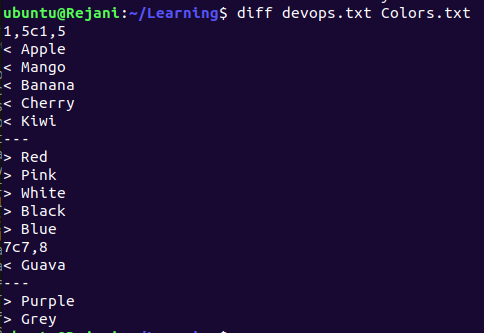 ubuntu@Rejani:~/Learning$ diff devops.txt Colors.txt
1,5c1,5
< Apple
< Mango
< Banana
< Cherry
< Kiwi
---
> Red
> Pink
> White
> Black
> Blue
7c7,8
< Guava
---
> Purple
> Grey